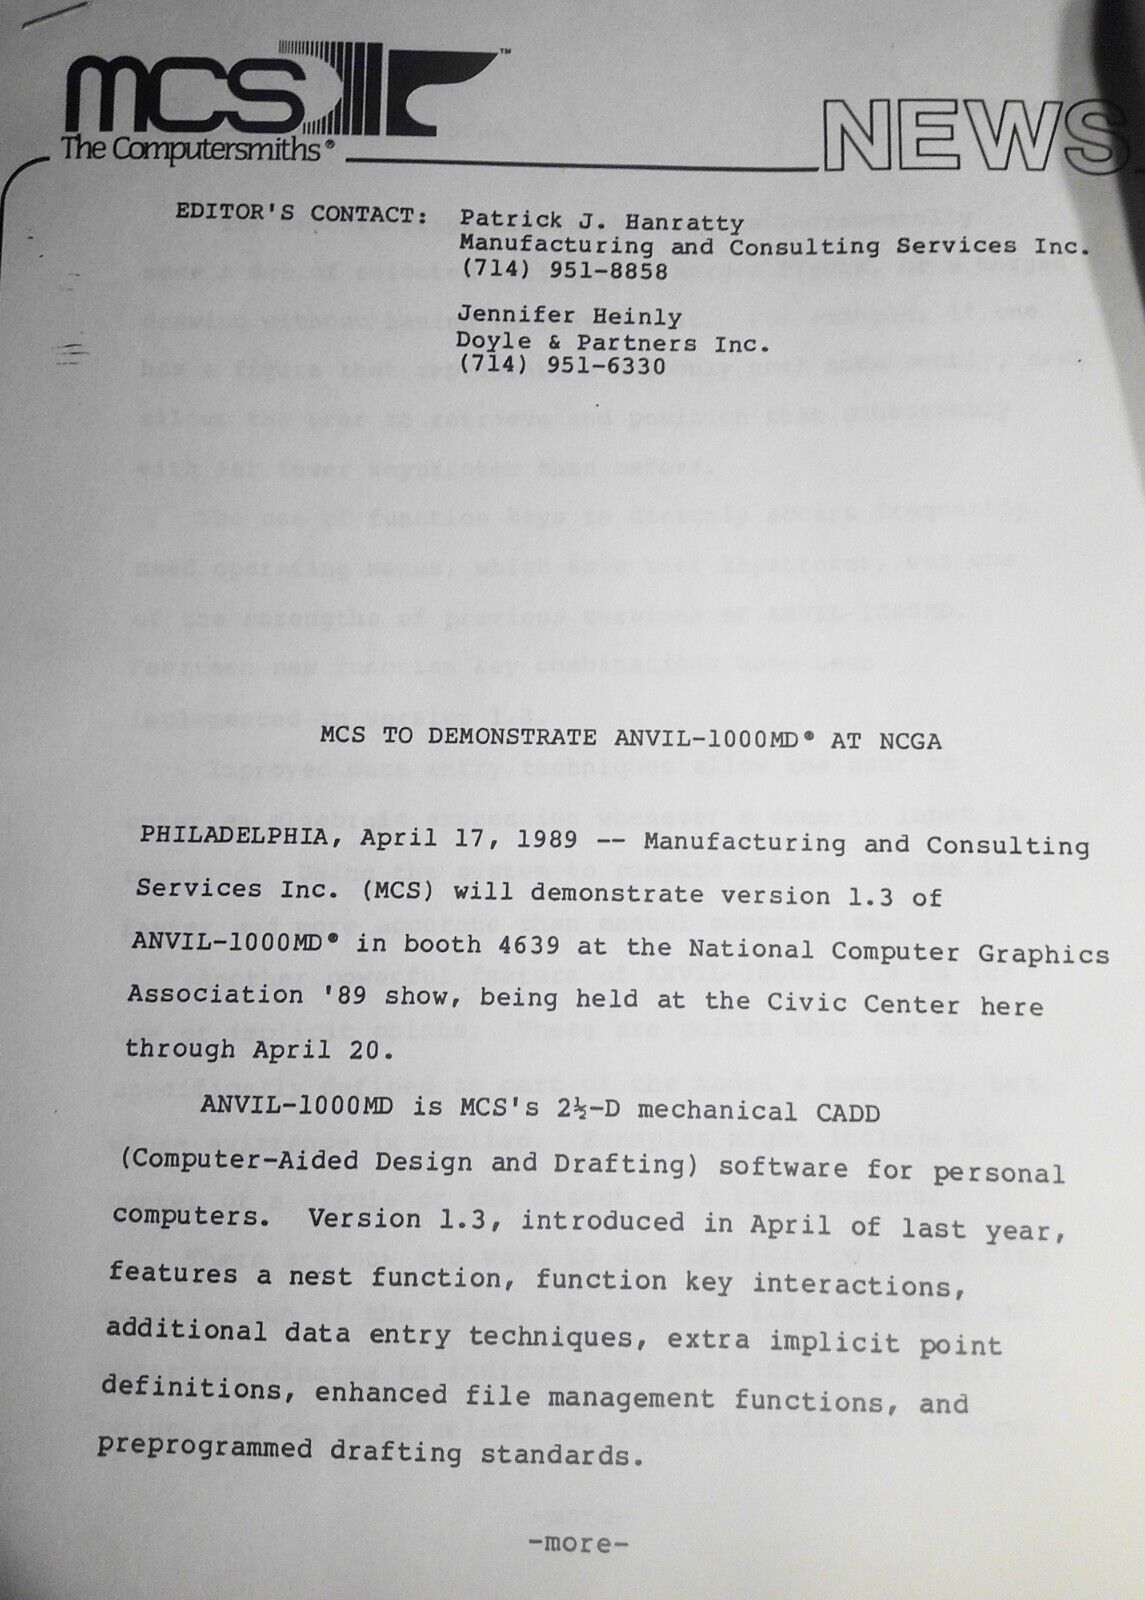 mcs ™
The Computersmiths®
NEWS
EDITOR'S CONTACT: Patrick J. Hanratty
Manufacturing and Consulting Services Inc.
(714) 951-8858
Jennifer Heinly
Doyle & Partners Inc.
(714) 951-6330
MCS TO DEMONSTRATE ANVIL-1000MD® AT NCGA
PHILADELPHIA, April 17, 1989 -- Manufacturing and Consulting
Services Inc. (MCS) will demonstrate version 1.3 of
ANVIL-1000MD® in booth 4639 at the National Computer Graphics
Association '89 show, being held at the Civic Center here
through April 20.
ANVIL-1000MD is MCS's 2½-D mechanical CADD
(Computer-Aided Design and Drafting) software for personal
computers. Version 1.3, introduced in April of last year,
features a nest function, function key interactions,
additional data entry techniques, extra implicit point
definitions, enhanced file management functions, and
preprogrammed drafting standards.
-more-